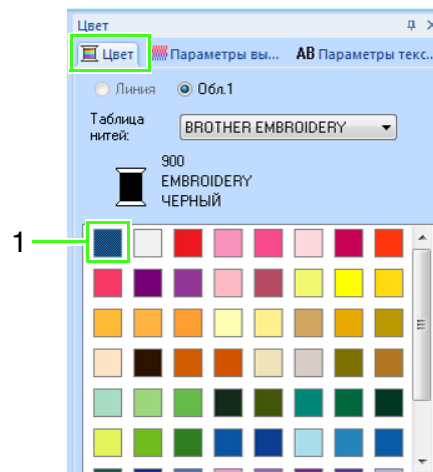 Цвет
Цвет Параметры вы... AB Параметры текс..
Линия Обл.1
Таблица
нитей:
BROTHER EMBROIDERY
900
EMBROIDERY
ЧЕРНЫЙ
1